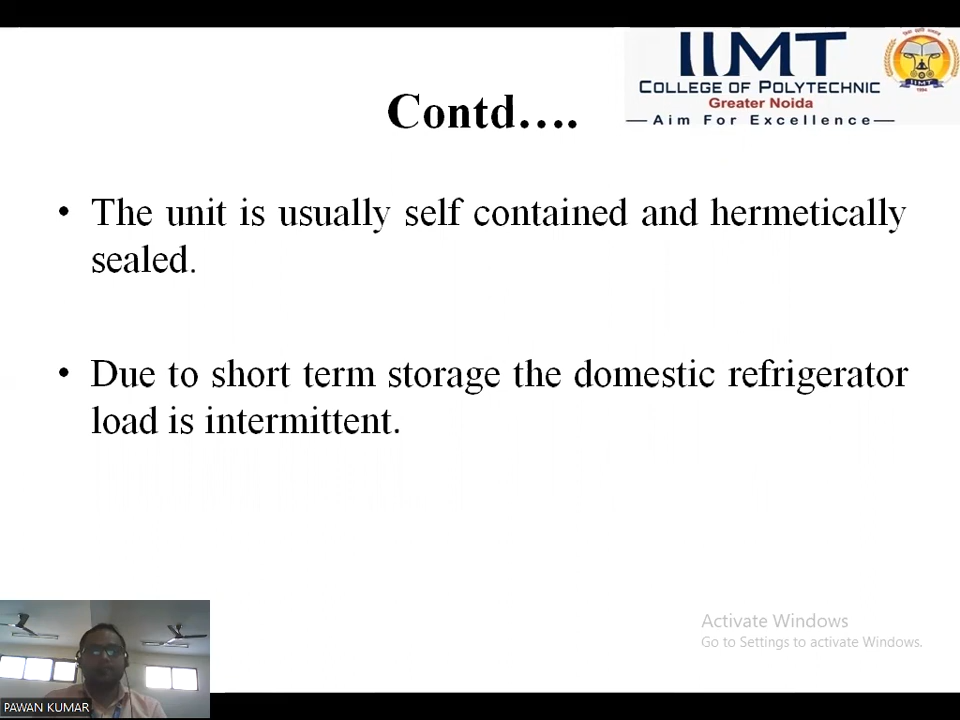 IIMT
COLLEGE OF POLYTECHNIC
Greater Noida
—Aim For Excellence—
Contd….
• The unit is usually self contained and hermetically
sealed.
• Due to short term storage the domestic refrigerator
load is intermittent.
Activate Windows
Go to Settings to activate Windows.
PAWAN KUMAR